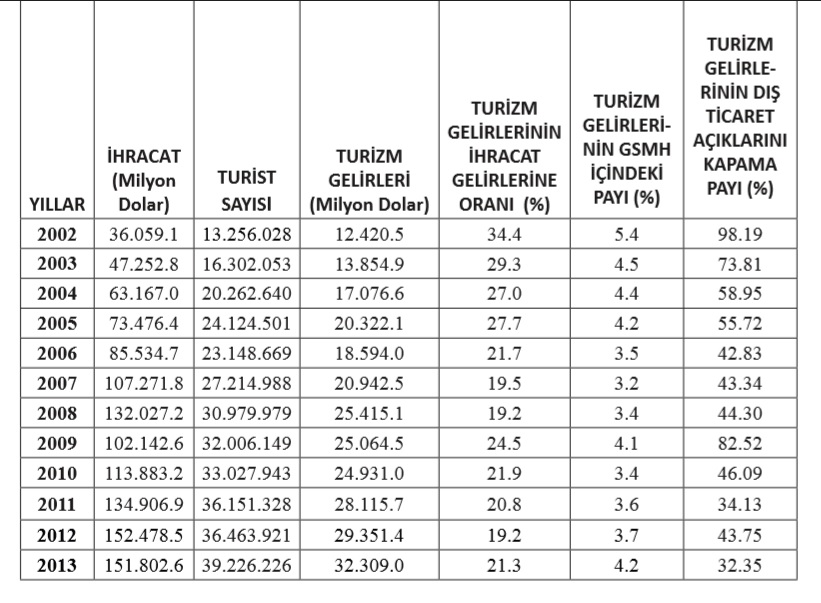 YILLAR İHRACAT (Milyon Dolar) TURİST SAYISI TURİZM GELİRLERİ (Milyon Dolar) TURİZM GELİRLERİNİN İHRACAT GELİRLERİNE ORANI (%) TURİZM GELİRLERİ-NİN GSMH İÇİNDEKİ PAYI (%) TURİZM GELİRLE-RİNİN DIŞ TİCARET AÇIKLARINI KAPAMA PAYI (%)
2002 36.059.1 13.256.028 12.420.5 34.4 5.4 98.19
2003 47.252.8 16.302.053 13.854.9 29.3 4.5 73.81
2004 63.167.0 20.262.640 17.076.6 27.0 4.4 58.95
2005 73.476.4 24.124.501 20.322.1 27.7 4.2 55.72
2006 85.534.7 23.148.669 18.594.0 21.7 3.5 42.83
2007 107.271.8 27.214.988 20.942.5 19.5 3.2 43.34
2008 132.027.2 30.979.979 25.415.1 19.2 3.4 44.30
2009 102.142.6 32.006.149 25.064.5 24.5 4.1 82.52
2010 113.883.2 33.027.943 24.931.0 21.9 3.4 46.09
2011 134.906.9 36.151.328 28.115.7 20.8 3.6 34.13
2012 152.478.5 36.463.921 29.351.4 19.2 3.7 43.75
2013 151.802.6 39.226.226 32.309.0 21.3 4.2 32.35